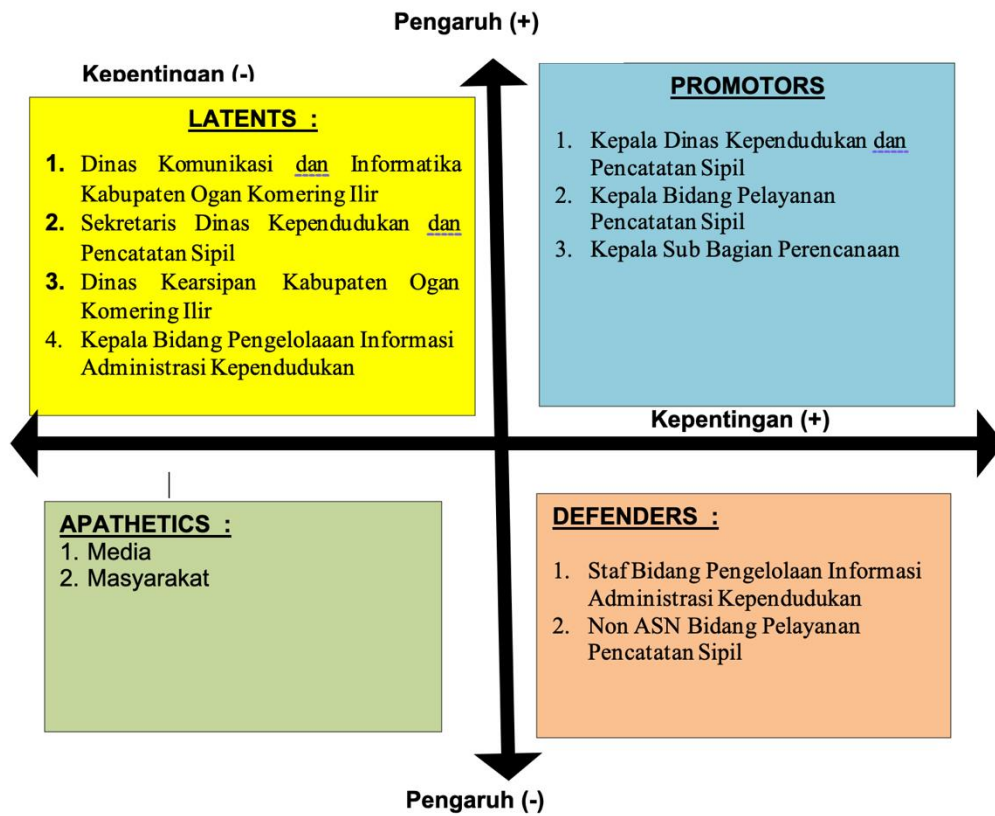 Pengaruh (+)
Kepentingan (-)
LATENTS :
1. Dinas Komunikasi dan Informatika
Kabupaten Ogan Komering Ilir
2. Sekretaris Dinas Kependudukan dan
Pencatatan Sipil
3. Dinas Kearsipan Kabupaten Ogan
Komering Ilir
4. Kepala Bidang Pengelolaaan Informasi
Administrasi Kependudukan
PROMOTORS
1. Kepala Dinas Kependudukan dan
Pencatatan Sipil
2. Kepala Bidang Pelayanan
Pencatatan Sipil
3. Kepala Sub Bagian Perencanaan
Kepentingan (+)
APATHETICS :
1. Media
2. Masyarakat
DEFENDERS :
1. Staf Bidang Pengelolaan Informasi
Administrasi Kependudukan
2. Non ASN Bidang Pelayanan
Pencatatan Sipil
Pengaruh (-)